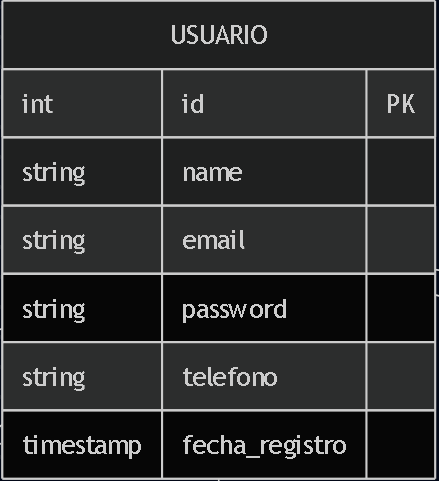 USUARIO
int id PK
string name
string email
string password
string telefono
timestamp fecha_registro